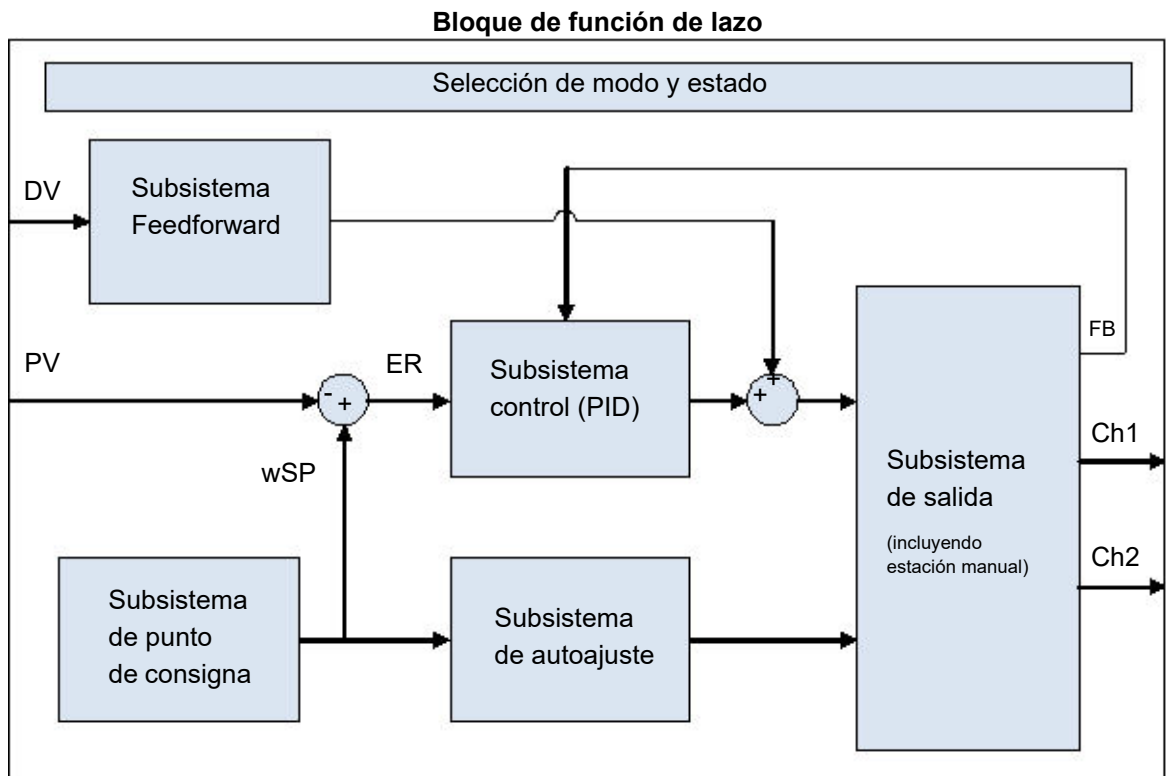 Bloque de función de lazo
Selección de modo y estado
DV
Subsistema
Feedforward
FB
PV
ER
Subsistema
control (PID)
-
+
+
+
Ch1
wSP
Subsistema
de salida
(incluyendo
estación manual)
Ch2
Subsistema
de punto
de consigna
Subsistema
de autoajuste